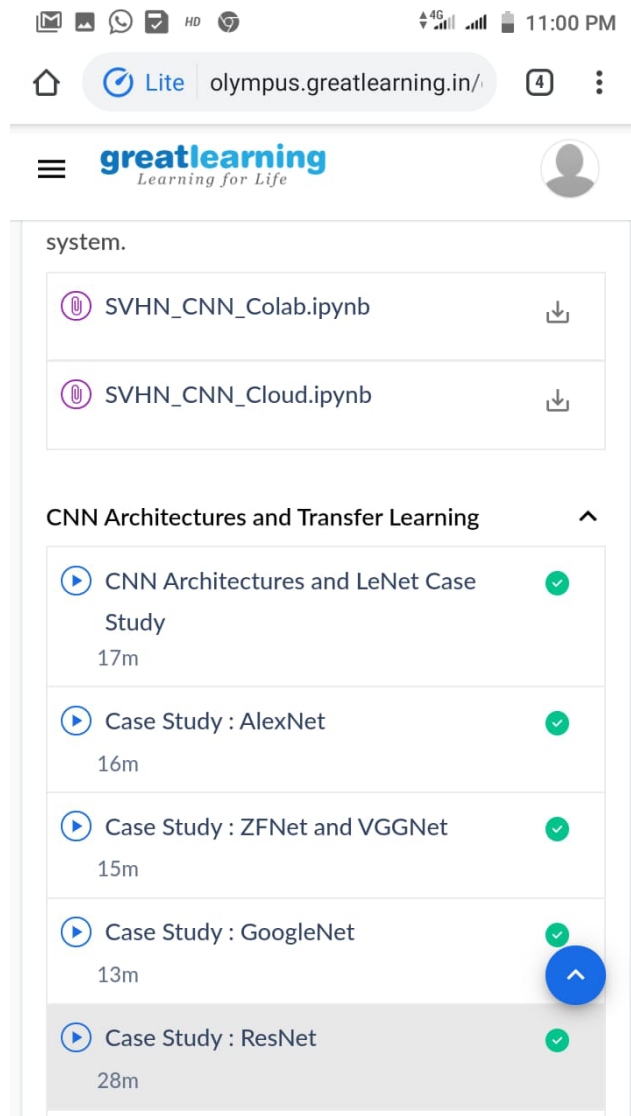 HD 4G 11:00 PM
Lite olympus.greatlearning.in/ 4
greatlearning
Learning for Life
system.
SVHN_CNN_Colab.ipynb
SVHN_CNN_Cloud.ipynb
CNN Architectures and Transfer Learning
CNN Architectures and LeNet Case
Study
17m
Case Study : AlexNet
16m
Case Study : ZFNet and VGGNet
15m
Case Study : GoogleNet
13m
Case Study : ResNet
28m